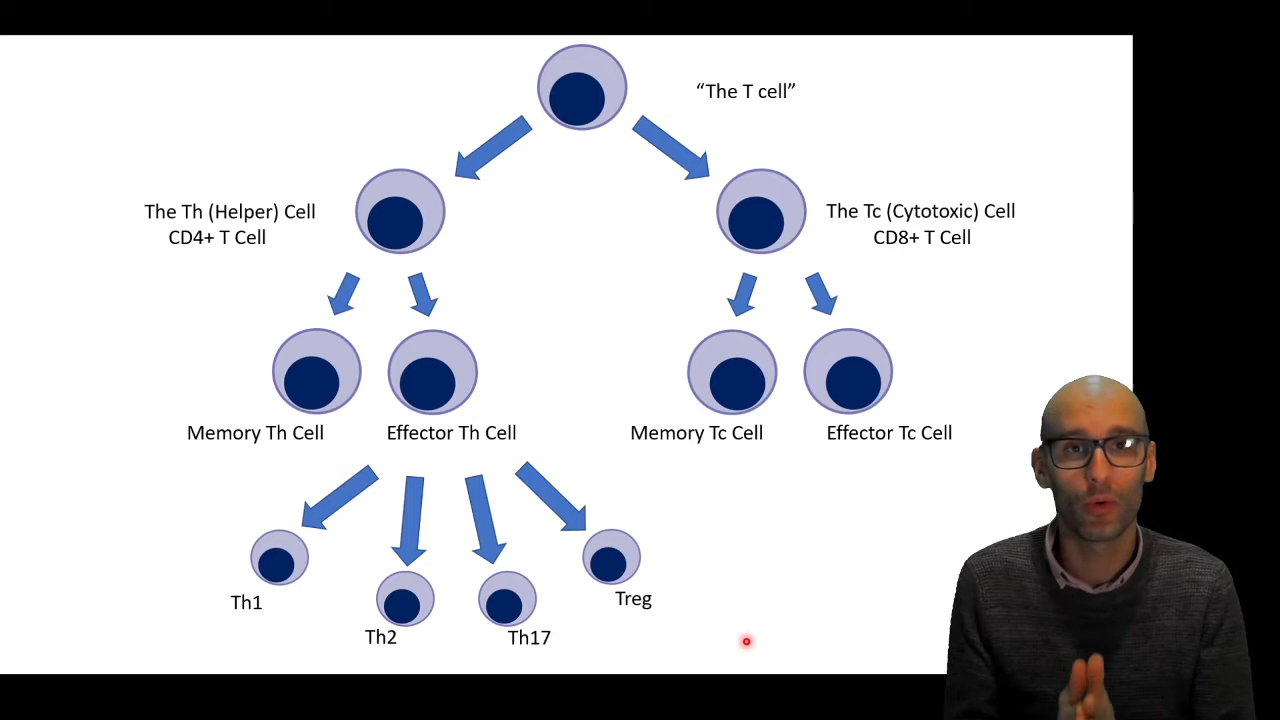 “The T cell”
The Th (Helper) Cell
CD4+ T Cell
The Tc (Cytotoxic) Cell
CD8+ T Cell
Memory Th Cell
Effector Th Cell
Memory Tc Cell
Effector Tc Cell
Th1
Th2
Th17
Treg